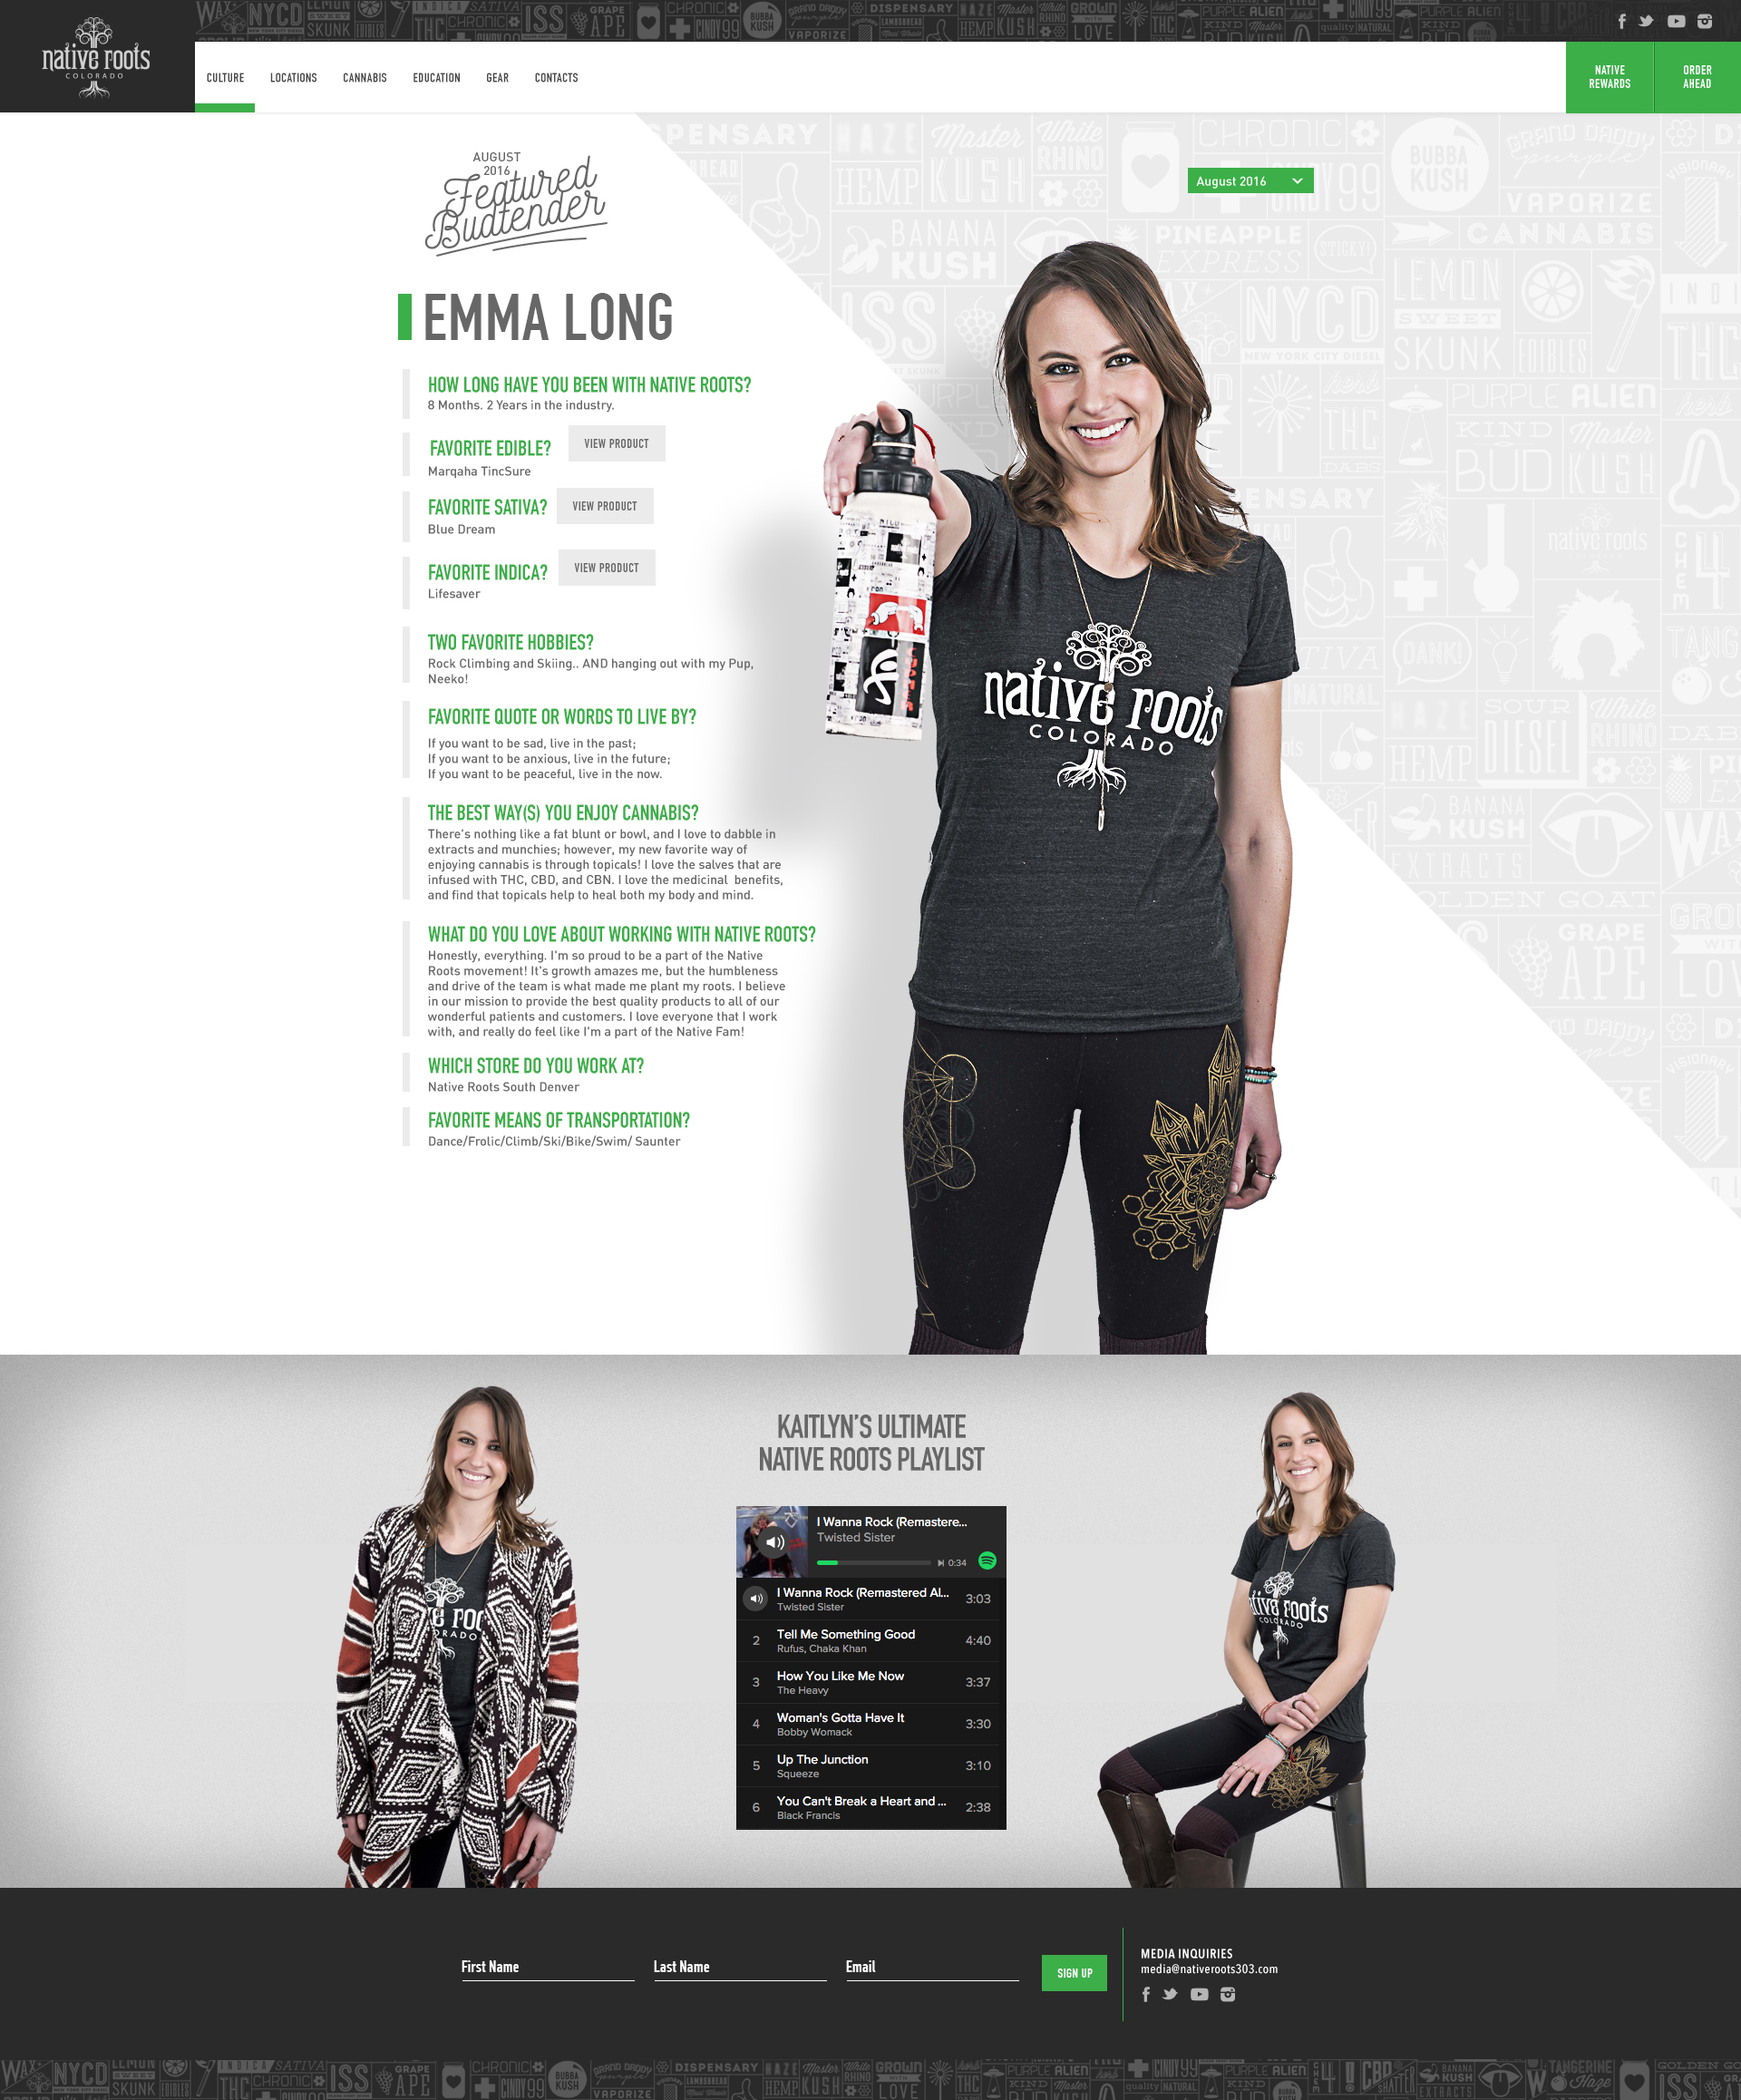 native roots
COLORADO
CULTURE
LOCATIONS
CANNABIS
EDUCATION
GEAR
CONTACTS
NATIVE
REWARDS
ORDER
AHEAD
AUGUST
2016
Featured
Budtender
August 2016
EMMA LONG
HOW LONG HAVE YOU BEEN WITH NATIVE ROOTS?
8 Months. 2 Years in the industry.
FAVORITE EDIBLE?
VIEW PRODUCT
Marqaha TincSure
FAVORITE SATIVA?
VIEW PRODUCT
Blue Dream
FAVORITE INDICA?
VIEW PRODUCT
Lifesaver
TWO FAVORITE HOBBIES?
Rock Climbing and Skiing.. AND hanging out with my Pup,
Neeko!
FAVORITE QUOTE OR WORDS TO LIVE BY?
If you want to be sad, live in the past;
If you want to be anxious, live in the future;
If you want to be peaceful, live in the now.
THE BEST WAY(S) YOU ENJOY CANNABIS?
There's nothing like a fat blunt or bowl, and I love to dabble in
extracts and munchies; however, my new favorite way of
enjoying cannabis is through topicals! I love the salves that are
infused with THC, CBD, and CBN. I love the medicinal benefits,
and find that topicals help to heal both my body and mind.
WHAT DO YOU LOVE ABOUT WORKING WITH NATIVE ROOTS?
Honestly, everything. I'm so proud to be a part of the Native
Roots movement! It's growth amazes me, but the humbleness
and drive of the team is what made me plant my roots. I believe
in our mission to provide the best quality products to all of our
wonderful patients and customers. I love everyone that I work
with, and really do feel like I'm a part of the Native Fam!
WHICH STORE DO YOU WORK AT?
Native Roots South Denver
FAVORITE MEANS OF TRANSPORTATION?
Dance/Frolic/Climb/Ski/Bike/Swim/ Saunter
native roots
COLORADO
KAITLYN'S ULTIMATE
NATIVE ROOTS PLAYLIST
I Wanna Rock (Remastere...
Twisted Sister
0:34
I Wanna Rock (Remastered Al... 3:03
Twisted Sister
2 Tell Me Something Good 4:40
Rufus, Chaka Khan
3 How You Like Me Now 3:37
The Heavy
4 Woman's Gotta Have It 3:30
Bobby Womack
5 Up The Junction 3:10
Squeeze
6 You Can't Break a Heart and ... 2:38
Black Francis
First Name
Last Name
Email
SIGN UP
MEDIA INQUIRIES
media@nativeroots303.com